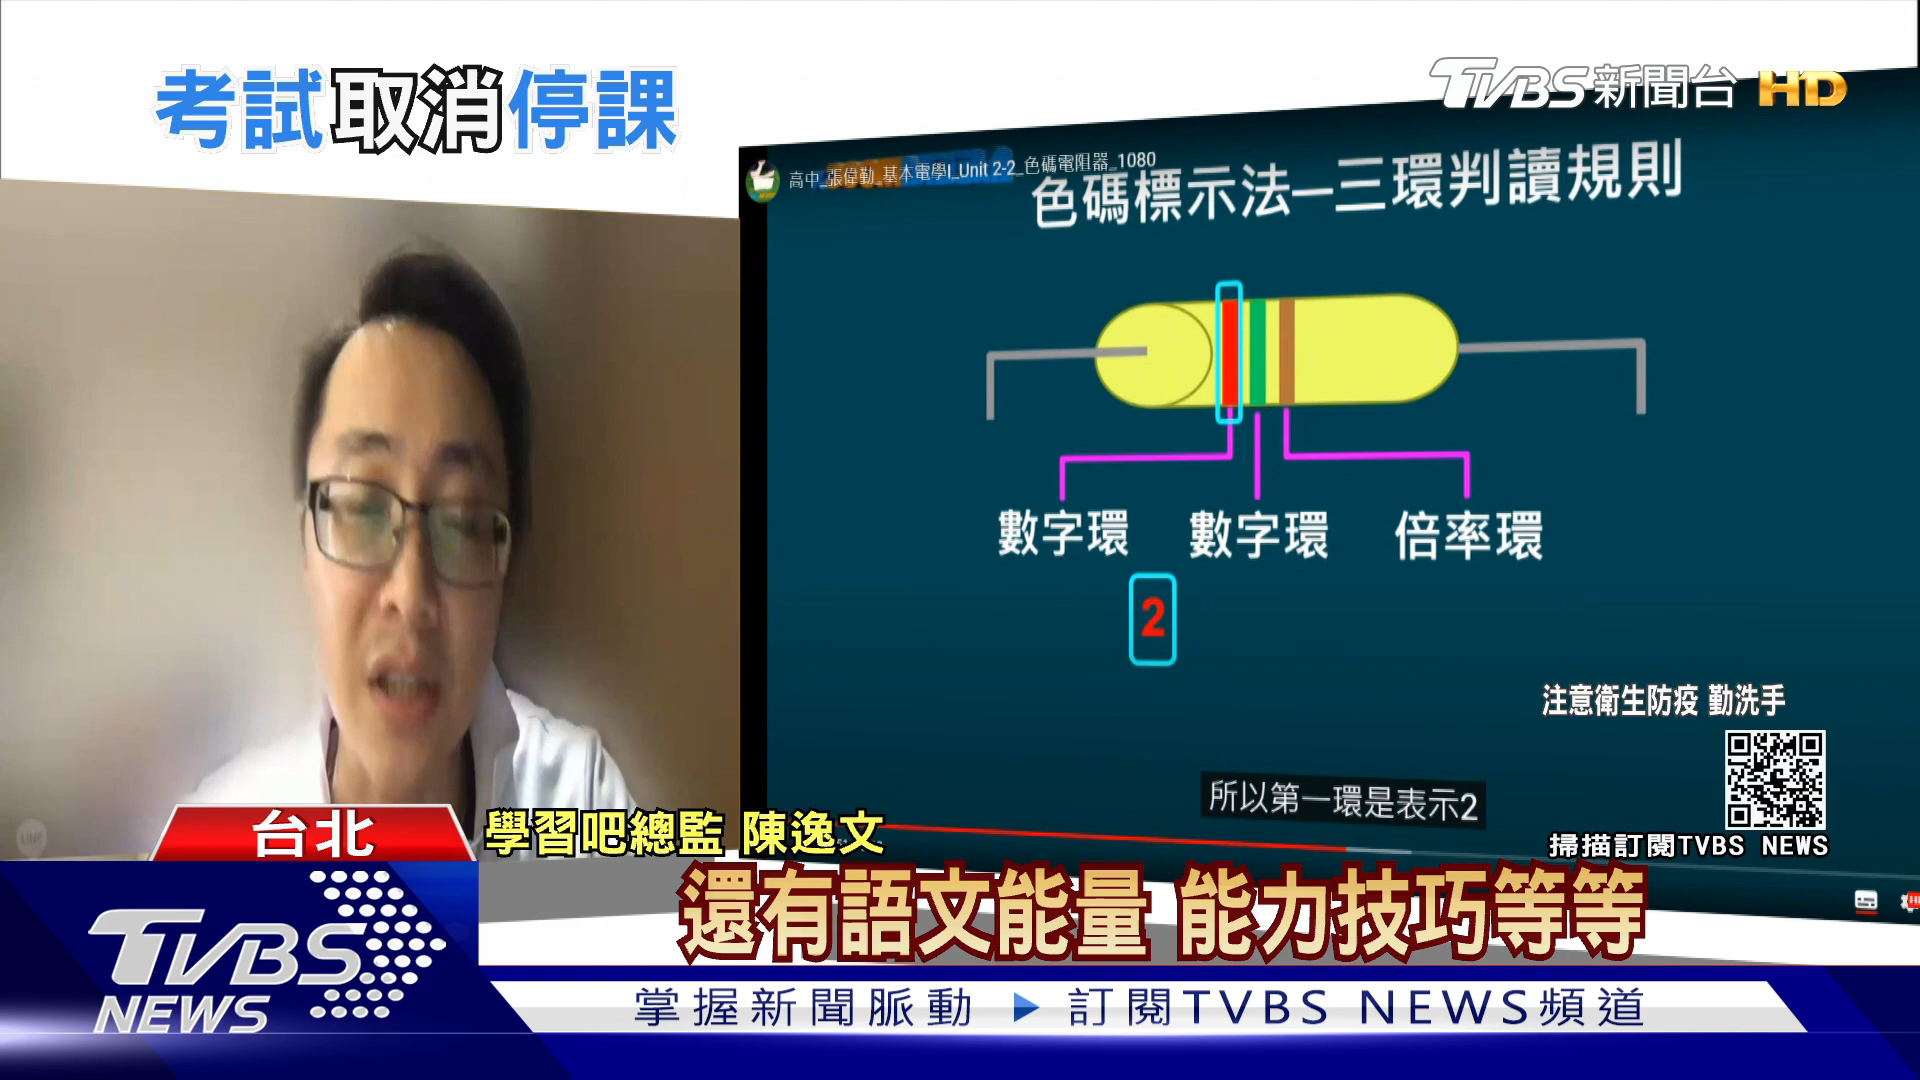 考試取消停課
TVBS新聞台 HD
高中_張偉勤_基本電學I_Unit 2-2_色碼電阻器_1080
色碼標示法—三環判讀規則
數字環 數字環 倍率環
2
注意衛生防疫 勤洗手
所以第一環是表示2
掃描訂閱TVBS NEWS
台北
學習吧總監 陳逸文
還有語文能量 能力技巧等等
TVBS
NEWS
掌握新聞脈動 ▶ 訂閱TVBS NEWS頻道
LINE